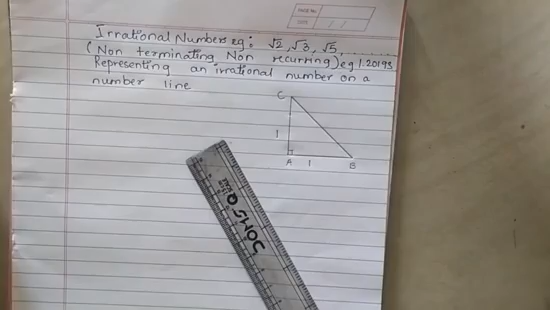 PAGE No.
DATE / /
Irrational Numbers eg: √2, √3, √5, ........
(Non terminating, Non recurring) eg 1.20193
Representing an irrational number on a
number line
C
1
A 1 B
DOMS